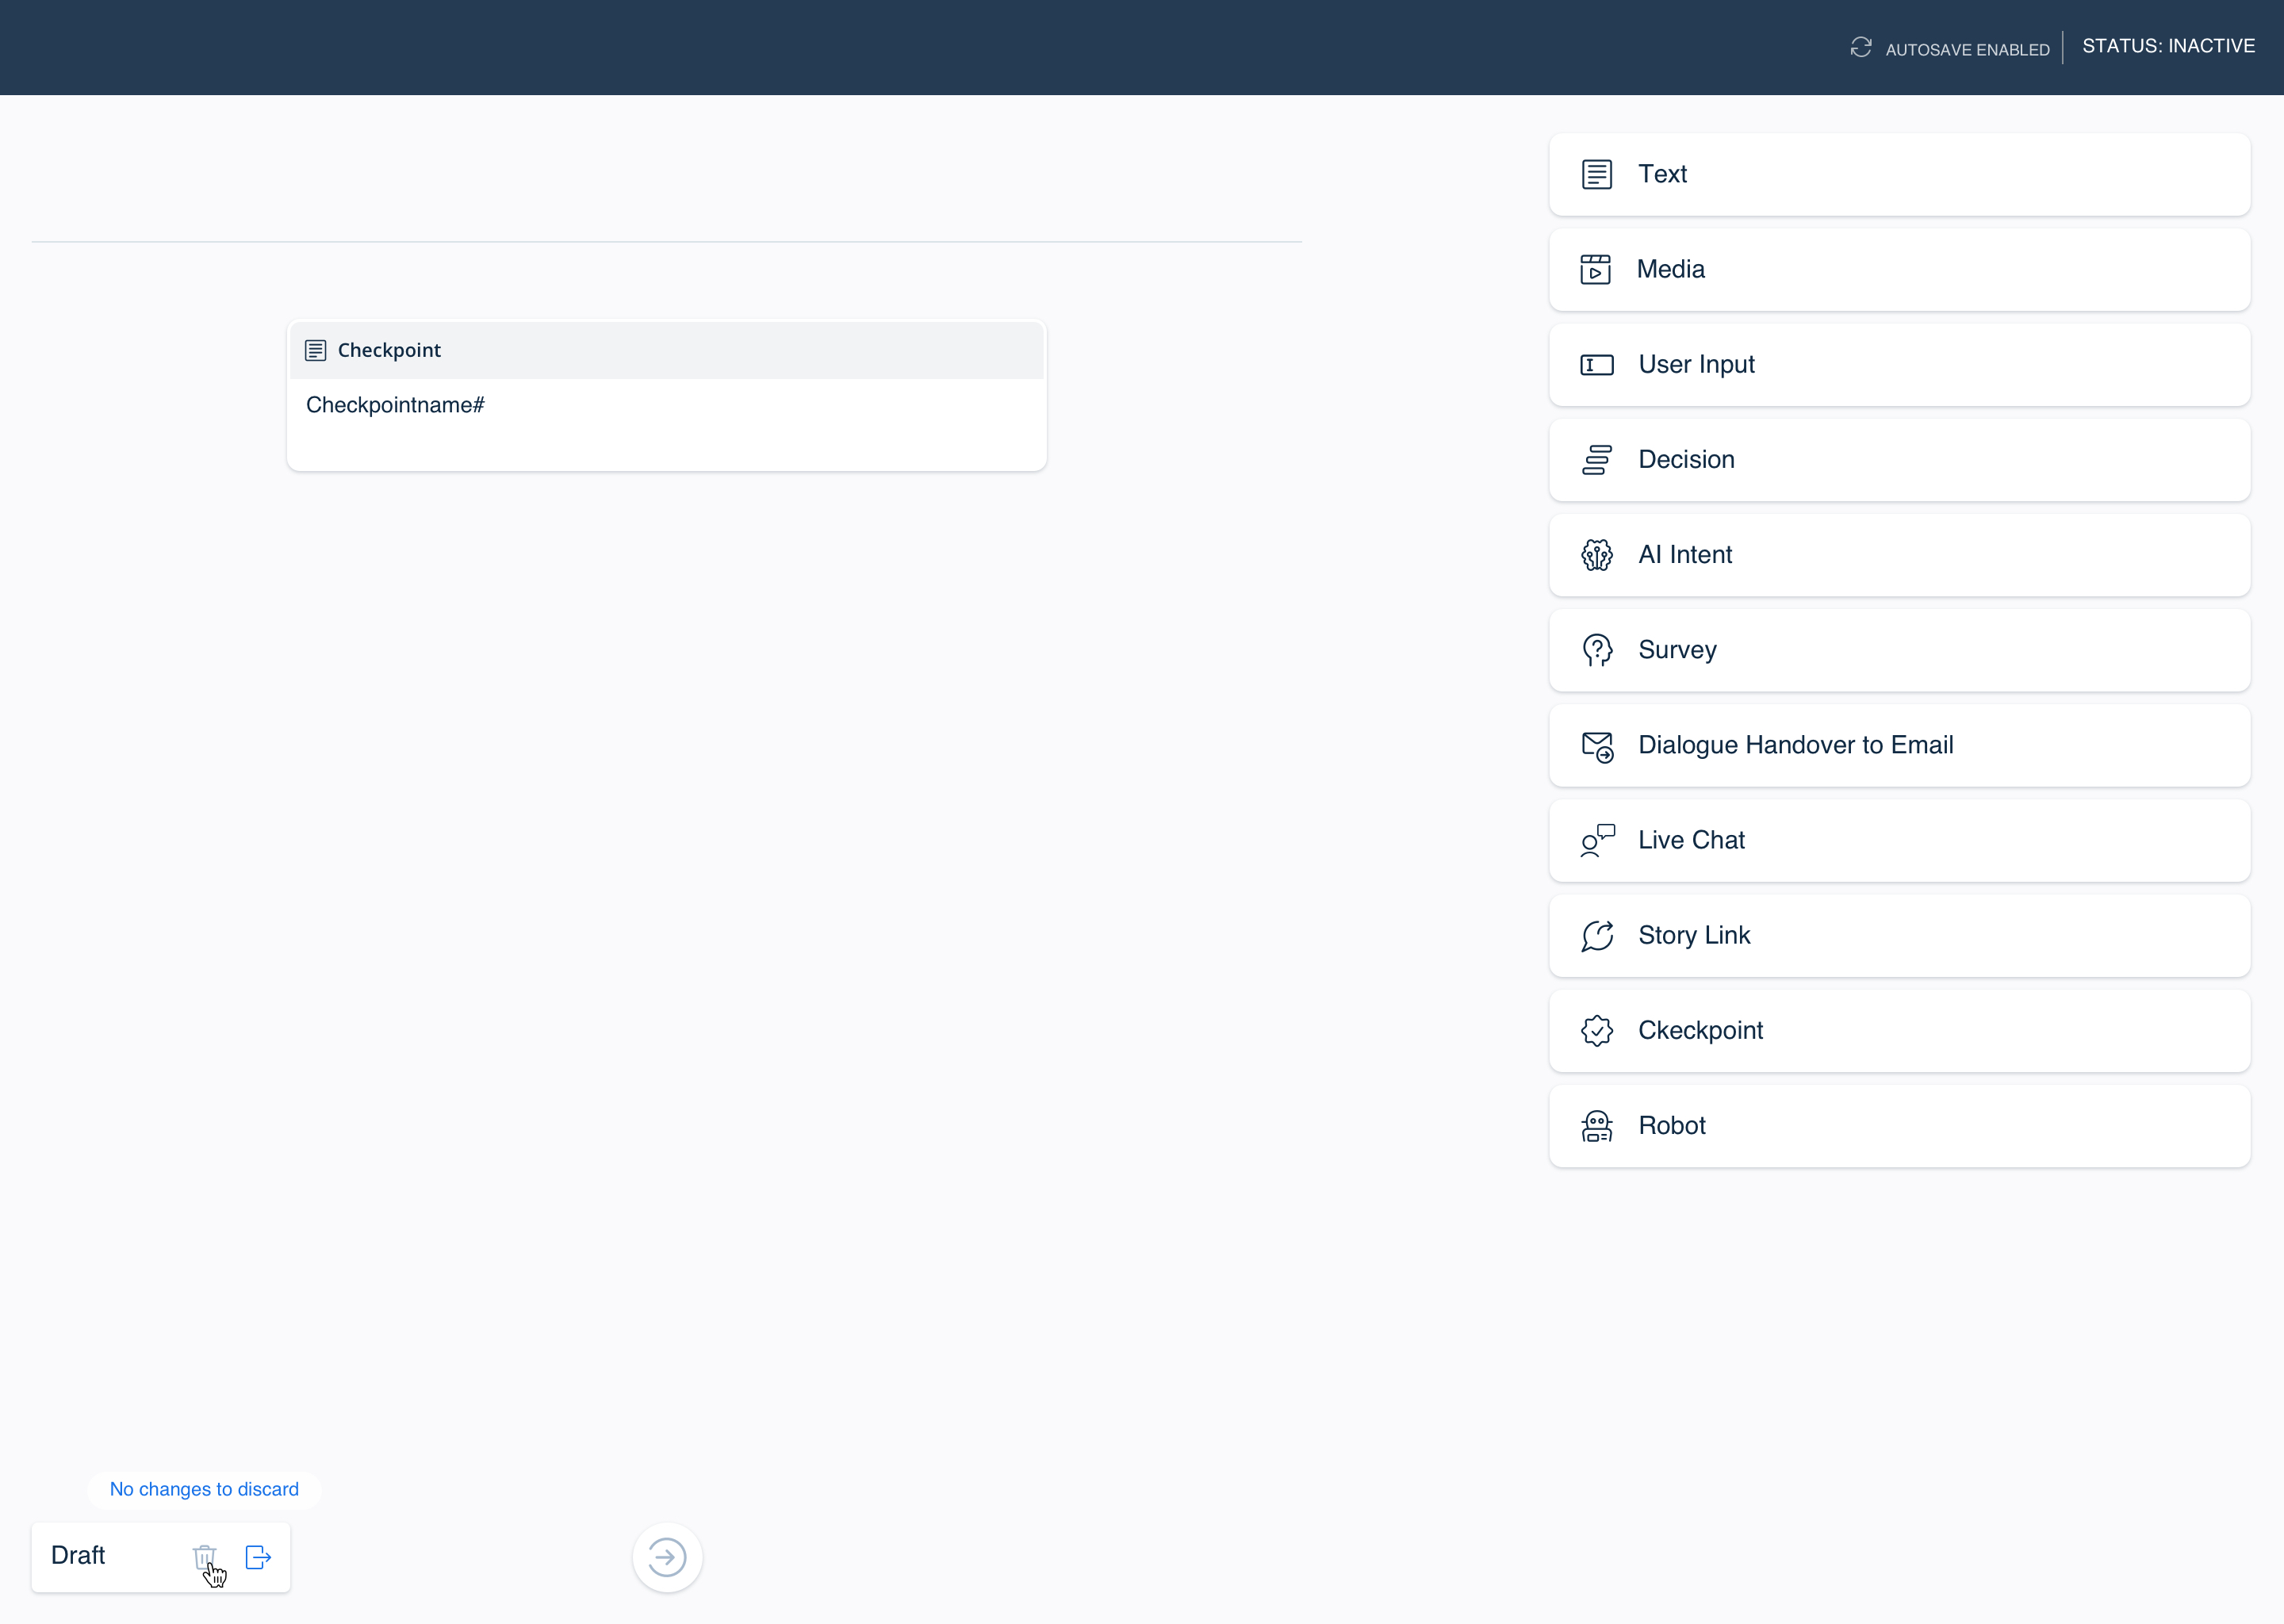 AUTOSAVE ENABLED
STATUS: INACTIVE
Text
Media
Checkpoint
User Input
Checkpointname#
Decision
AI Intent
Survey
Dialogue Handover to Email
Live Chat
Story Link
Ckeckpoint
Robot
No changes to discard
Draft